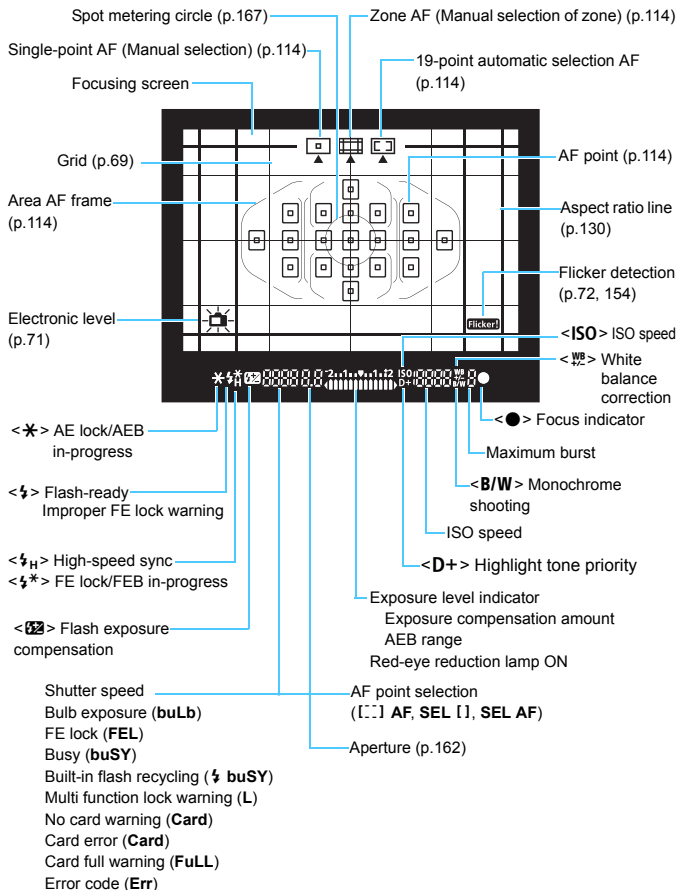 Spot metering circle (p.167)
Zone AF (Manual selection of zone) (p.114)
Single-point AF (Manual selection) (p.114)
19-point automatic selection AF
(p.114)
Focusing screen
Grid (p.69)
AF point (p.114)
Area AF frame
(p.114)
Aspect ratio line
(p.130)
Flicker detection
(p.72, 154)
Flicker!
Electronic level
(p.71)
<ISO> ISO speed
<WB+/-> White
balance
correction
-2..1..▼..1..:2 ISO D+ WB +/- B/W
<●> Focus indicator
<✱> AE lock/AEB
in-progress
Maximum burst
<B/W> Monochrome
shooting
<⚡> Flash-ready
Improper FE lock warning
ISO speed
<⚡H> High-speed sync
<⚡*> FE lock/FEB in-progress
<D+> Highlight tone priority
Exposure level indicator
Exposure compensation amount
AEB range
Red-eye reduction lamp ON
<⚡±> Flash exposure
compensation
Shutter speed
Bulb exposure (buLb)
FE lock (FEL)
Busy (buSY)
Built-in flash recycling (⚡ buSY)
Multi function lock warning (L)
No card warning (Card)
Card error (Card)
Card full warning (FuLL)
Error code (Err)
AF point selection
([ ] AF, SEL [ ], SEL AF)
Aperture (p.162)